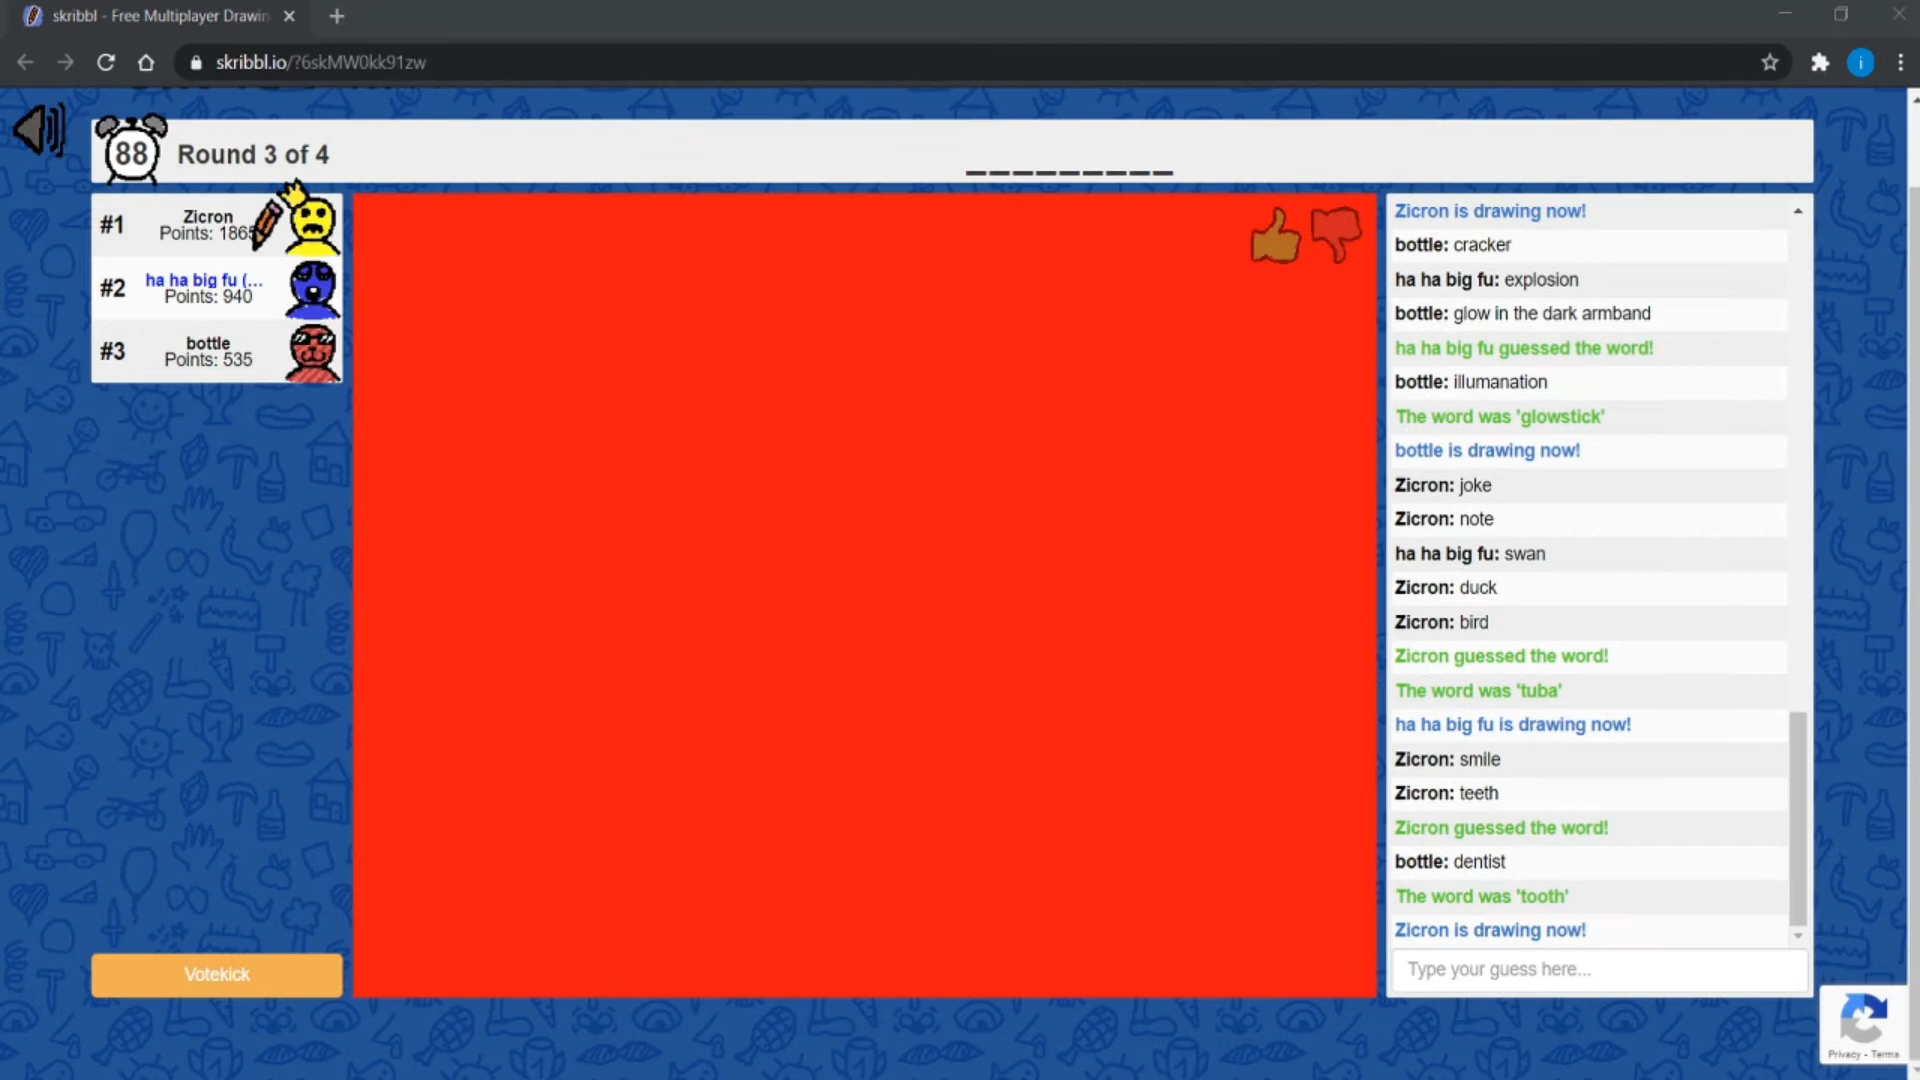 skribbl - Free Multiplayer Drawin
skribbl.io/?6skMW0kk91zw
i
88
Round 3 of 4
_________
#1
Zicron
Points: 1865
#2
ha ha big fu (...
Points: 940
#3
bottle
Points: 535
Votekick
Zicron is drawing now!
bottle: cracker
ha ha big fu: explosion
bottle: glow in the dark armband
ha ha big fu guessed the word!
bottle: illumanation
The word was 'glowstick'
bottle is drawing now!
Zicron: joke
Zicron: note
ha ha big fu: swan
Zicron: duck
Zicron: bird
Zicron guessed the word!
The word was 'tuba'
ha ha big fu is drawing now!
Zicron: smile
Zicron: teeth
Zicron guessed the word!
bottle: dentist
The word was 'tooth'
Zicron is drawing now!
Type your guess here...
Privacy - Terms